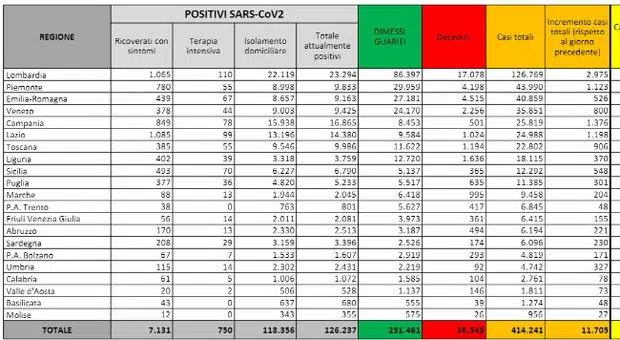 POSITIVI SARS-CoV2
REGIONE
Ricoverati con
sintomi
Terapia
intensiva
Isolamento
domiciliare
Totale
attualmente
positivi
DIMESSI
GUARITI
Deceduti
Casi totali
Incremento casi
totali (rispetto
al giorno
precedente)
Lombardia 1.065 110 22.119 23.294 86.397 17.078 126.769 2.975
Piemonte 780 55 8.998 9.833 29.959 4.198 43.990 1.123
Emilia-Romagna 439 67 8.657 9.163 27.181 4.515 40.859 526
Veneto 378 44 9.003 9.425 24.170 2.256 35.851 800
Campania 849 78 15.938 16.865 8.453 501 25.819 1.376
Lazio 1.085 99 13.196 14.380 9.584 1.024 24.988 1.198
Toscana 385 55 9.546 9.986 11.622 1.194 22.802 906
Liguria 402 39 3.318 3.759 12.720 1.636 18.115 370
Sicilia 493 70 6.227 6.790 5.137 365 12.292 548
Puglia 377 36 4.820 5.233 5.517 635 11.385 301
Marche 88 13 1.944 2.045 6.418 995 9.458 204
P.A. Trento 38 0 763 801 5.627 417 6.845 48
Friuli Venezia Giulia 56 14 2.011 2.081 3.973 361 6.415 155
Abruzzo 170 13 2.330 2.513 3.187 494 6.194 221
Sardegna 208 29 3.159 3.396 2.526 174 6.096 230
P.A. Bolzano 67 7 1.533 1.607 2.919 293 4.819 171
Umbria 115 14 2.302 2.431 2.219 92 4.742 327
Calabria 61 5 1.006 1.072 1.585 104 2.761 78
Valle d'Aosta 20 2 506 528 1.137 146 1.811 73
Basilicata 43 0 637 680 555 39 1.274 48
Molise 12 0 343 355 575 26 956 27
TOTALE 7.131 750 118.356 126.237 251.461 36.543 414.241 11.705